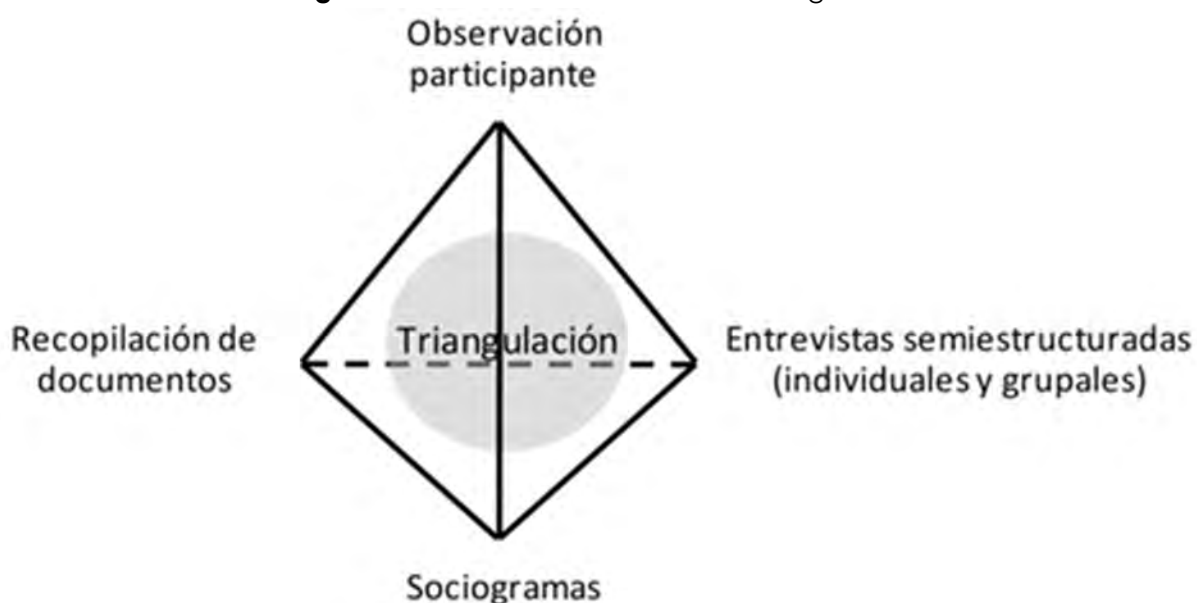 Observación
participante
Recopilación de
documentos
Triangulación
Entrevistas semiestructuradas
(individuales y grupales)
Sociogramas